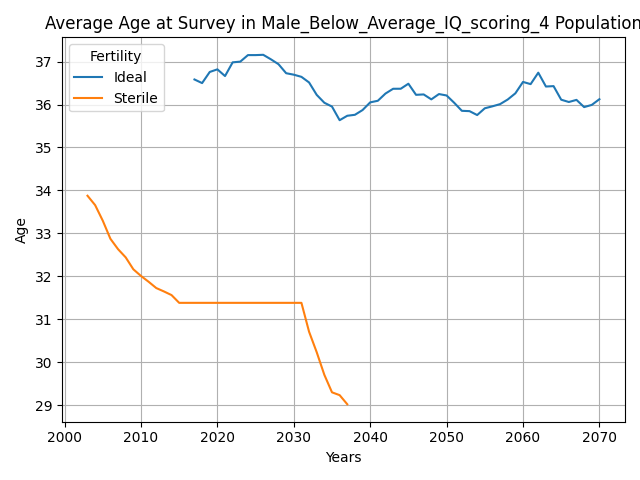 Average Age at Survey in Male_Below_Average_IQ_scoring_4 Population
Fertility
Ideal
Sterile
Age
37
36
35
34
33
32
31
30
29
2000 2010 2020 2030 2040 2050 2060 2070
Years